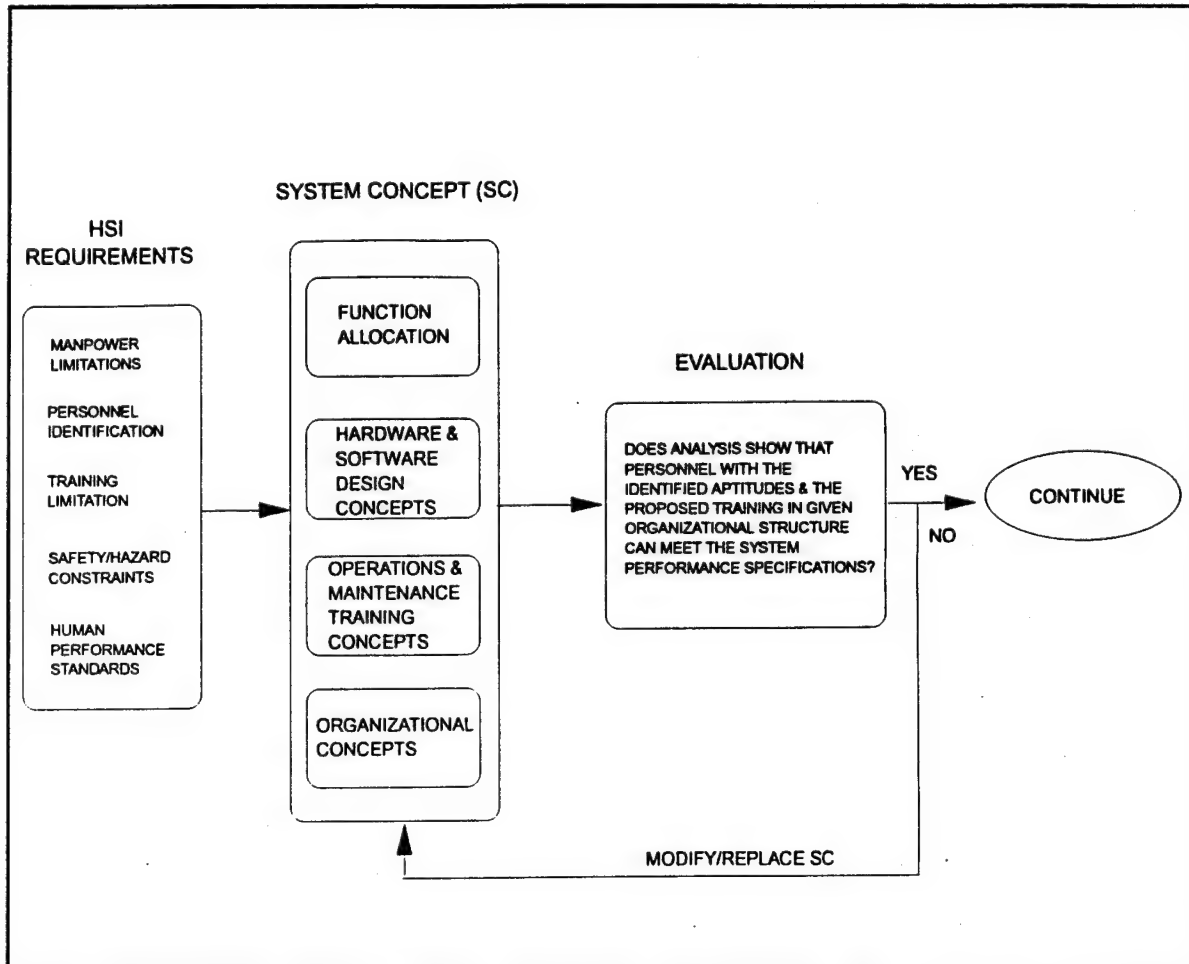 HSI
REQUIREMENTS
MANPOWER
LIMITATIONS
PERSONNEL
IDENTIFICATION
TRAINING
LIMITATION
SAFETY/HAZARD
CONSTRAINTS
HUMAN
PERFORMANCE
STANDARDS
SYSTEM CONCEPT (SC)
FUNCTION
ALLOCATION
HARDWARE &
SOFTWARE
DESIGN
CONCEPTS
OPERATIONS &
MAINTENANCE
TRAINING
CONCEPTS
ORGANIZATIONAL
CONCEPTS
EVALUATION
DOES ANALYSIS SHOW THAT
PERSONNEL WITH THE
IDENTIFIED APTITUDES & THE
PROPOSED TRAINING IN GIVEN
ORGANIZATIONAL STRUCTURE
CAN MEET THE SYSTEM
PERFORMANCE SPECIFICATIONS?
YES
NO
CONTINUE
MODIFY/REPLACE SC